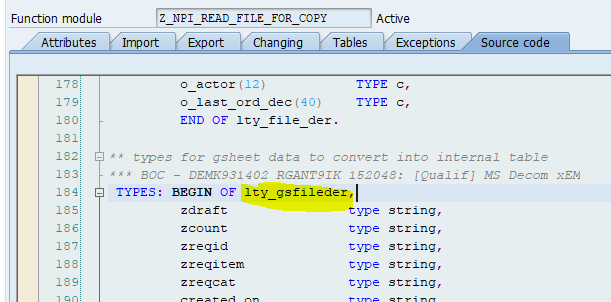 Function module Z_NPI_READ_FILE_FOR_COPY Active
Attributes Import Export Changing Tables Exceptions Source code
178 o_actor(12) TYPE c,
179 o_last_ord_dec(40) TYPE c,
180 END OF lty_file_der.
181
182 ** types for gsheet data to convert into internal table
183 *** BOC - DEMK931402 RGANT9IK 152048: [Qualif] MS Decom xEM
184 TYPES: BEGIN OF lty_gsfileder,
185 zdraft type string,
186 zcount type string,
187 zreqid type string,
188 zreqitem type string,
189 zreqcat type string,
190 created_on type string,